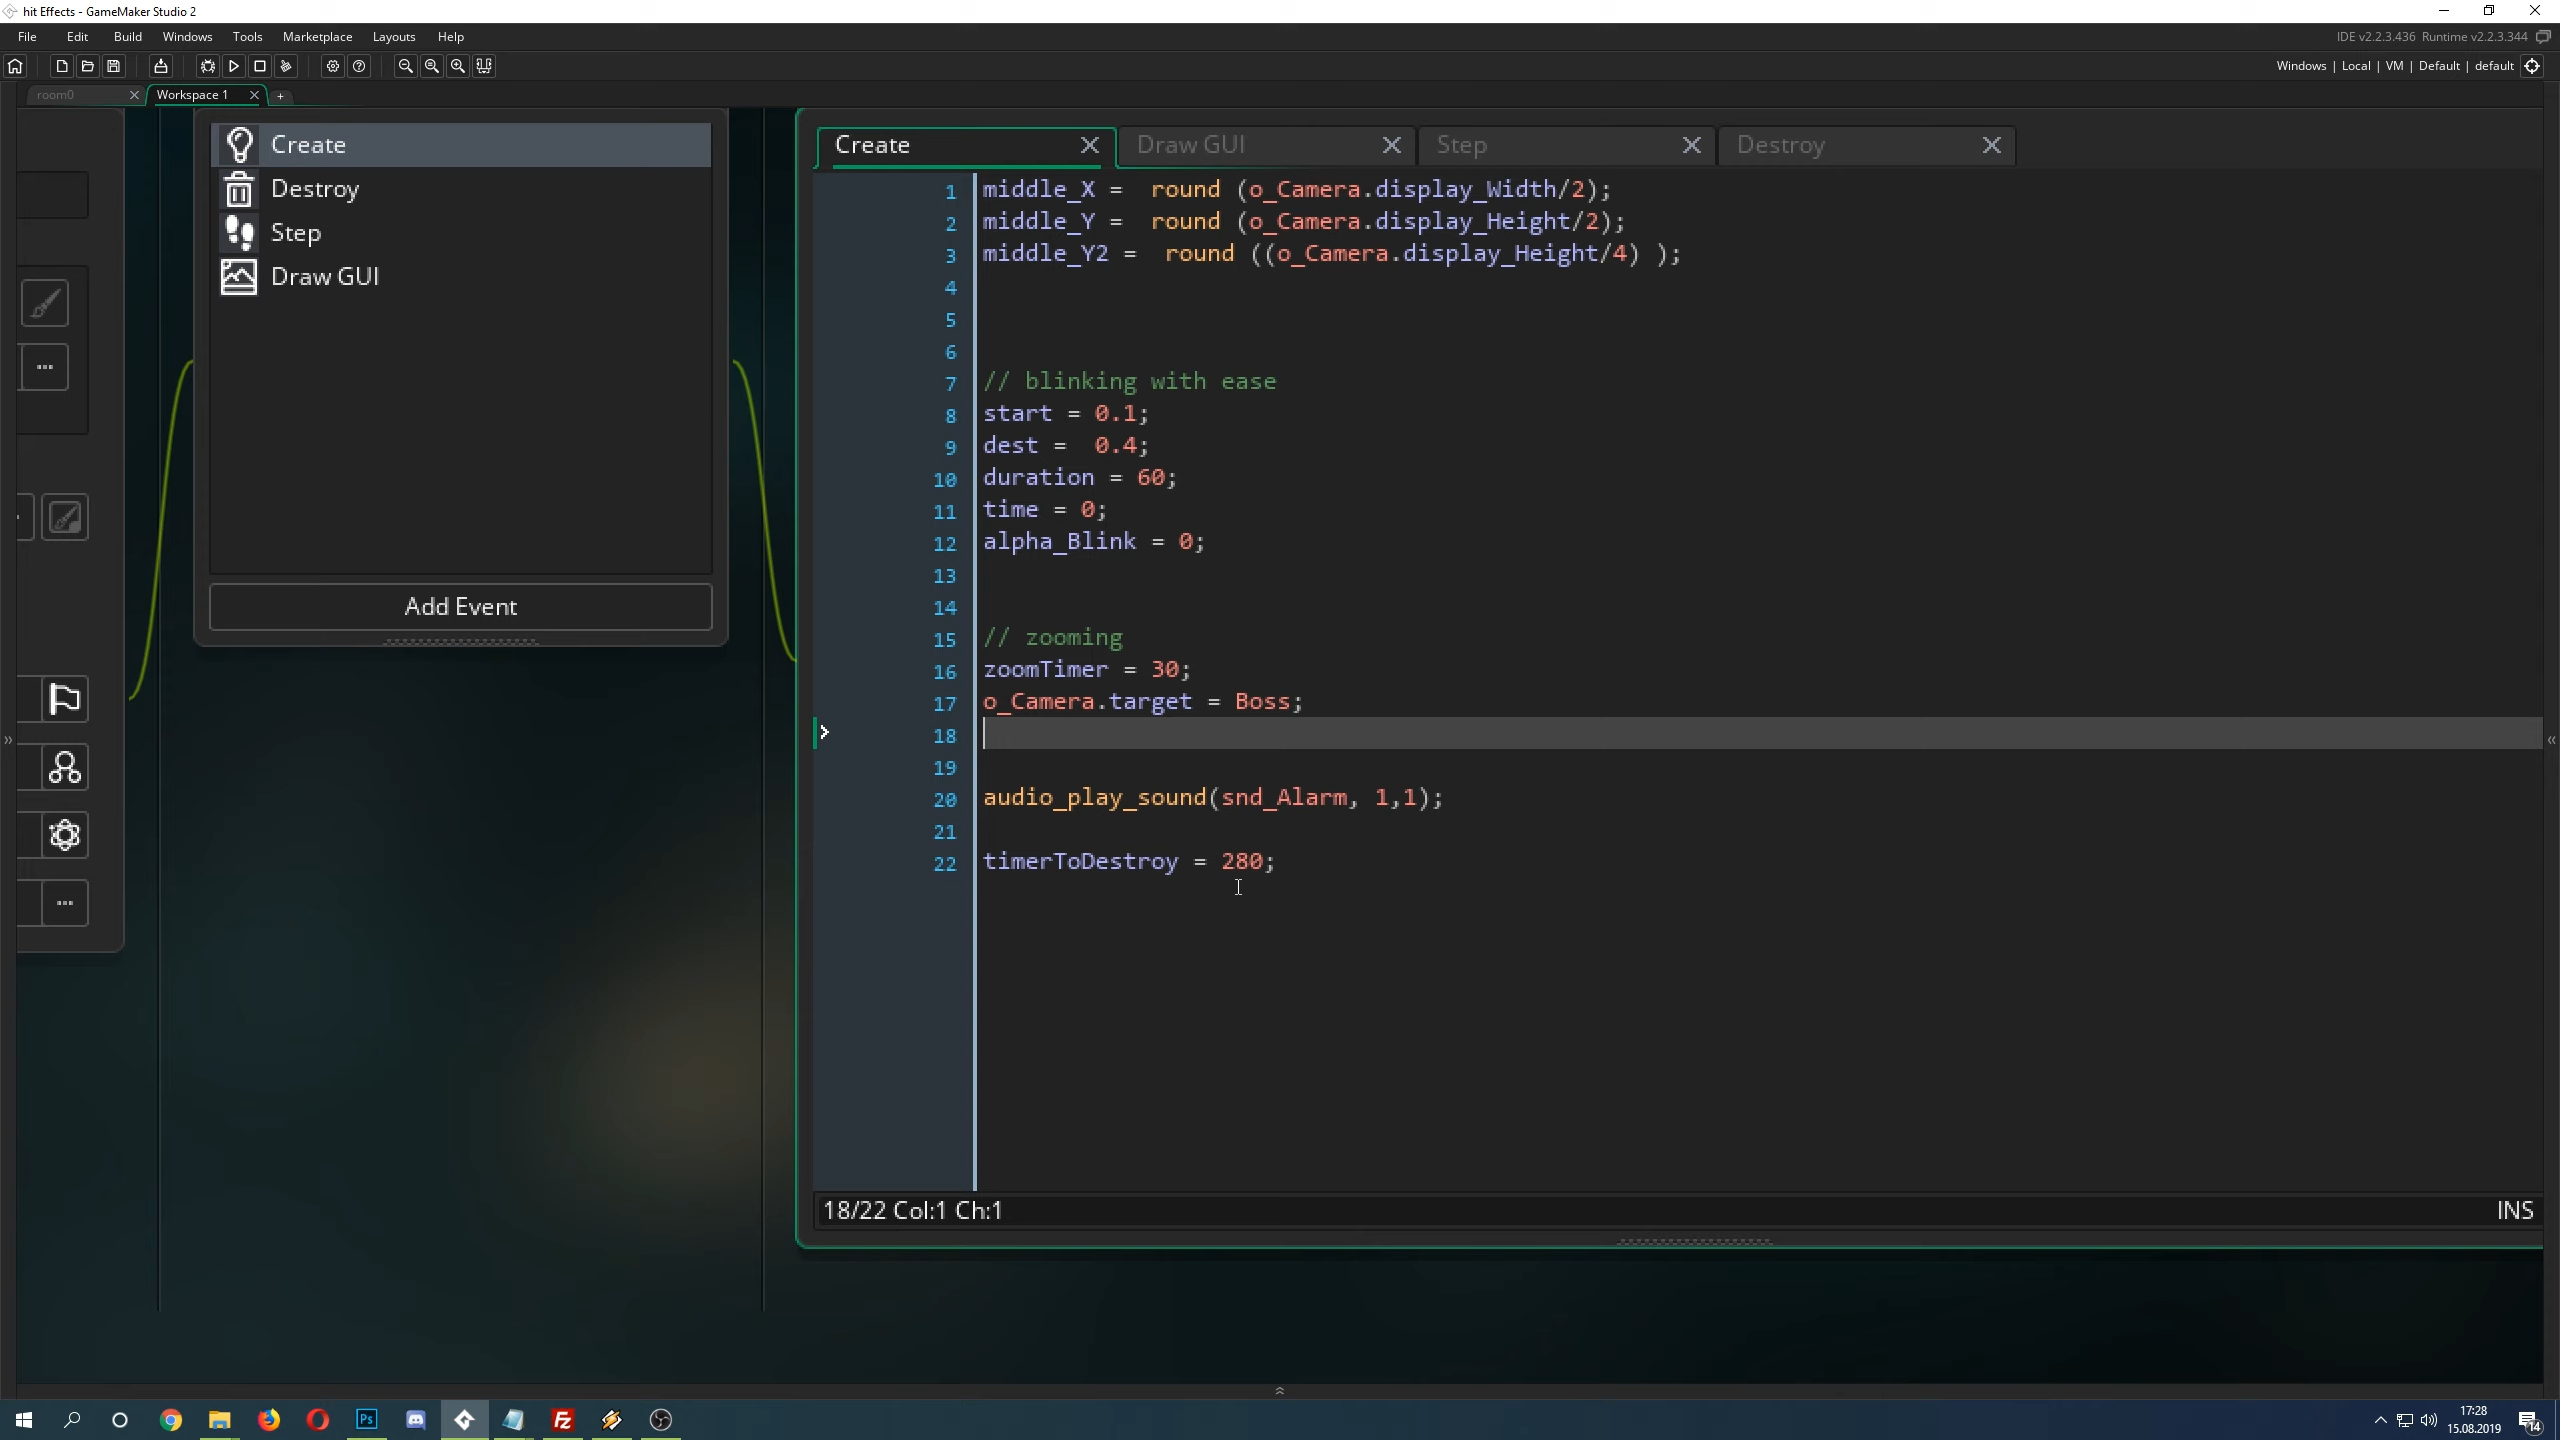 hit Effects - GameMaker Studio 2
File Edit Build Windows Tools Marketplace Layouts Help
IDE v2.2.3.436 Runtime v2.2.3.344
Windows | Local | VM | Default | default
room0
Workspace 1
Create
Destroy
Step
Draw GUI
Add Event
Create
Draw GUI
Step
Destroy
1 middle_X =  round (o_Camera.display_Width/2);
2 middle_Y =  round (o_Camera.display_Height/2);
3 middle_Y2 =  round ((o_Camera.display_Height/4) );
4
5
6
7 // blinking with ease
8 start = 0.1;
9 dest =  0.4;
10 duration = 60;
11 time = 0;
12 alpha_Blink = 0;
13
14
15 // zooming
16 zoomTimer = 30;
17 o_Camera.target = Boss;
18
19
20 audio_play_sound(snd_Alarm, 1,1);
21
22 timerToDestroy = 280;
18/22 Col:1 Ch:1
INS
Ps
Fz
17:28
15.08.2019
14